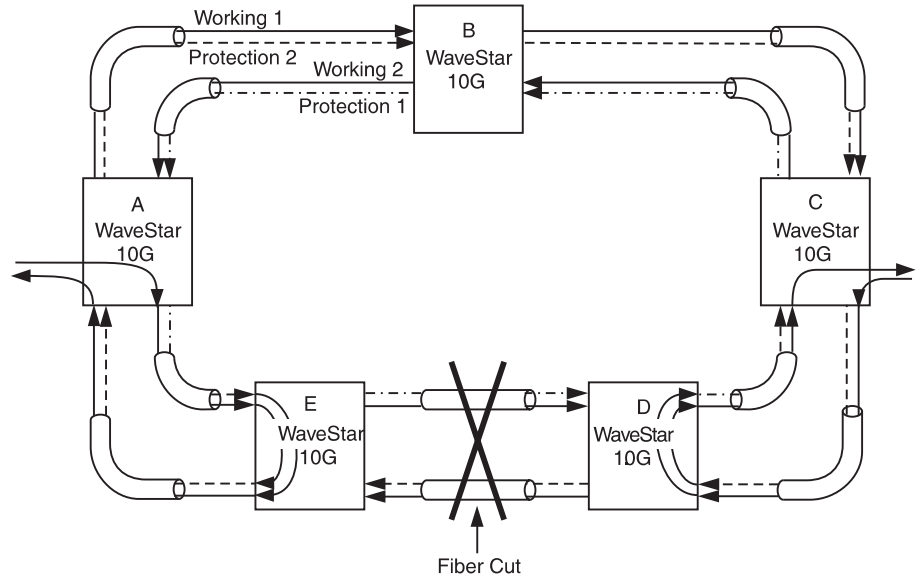 Working 1
Protection 2
Working 2
Protection 1
B
WaveStar
10G
A
WaveStar
10G
C
WaveStar
10G
E
WaveStar
10G
D
WaveStar
10G
Fiber Cut